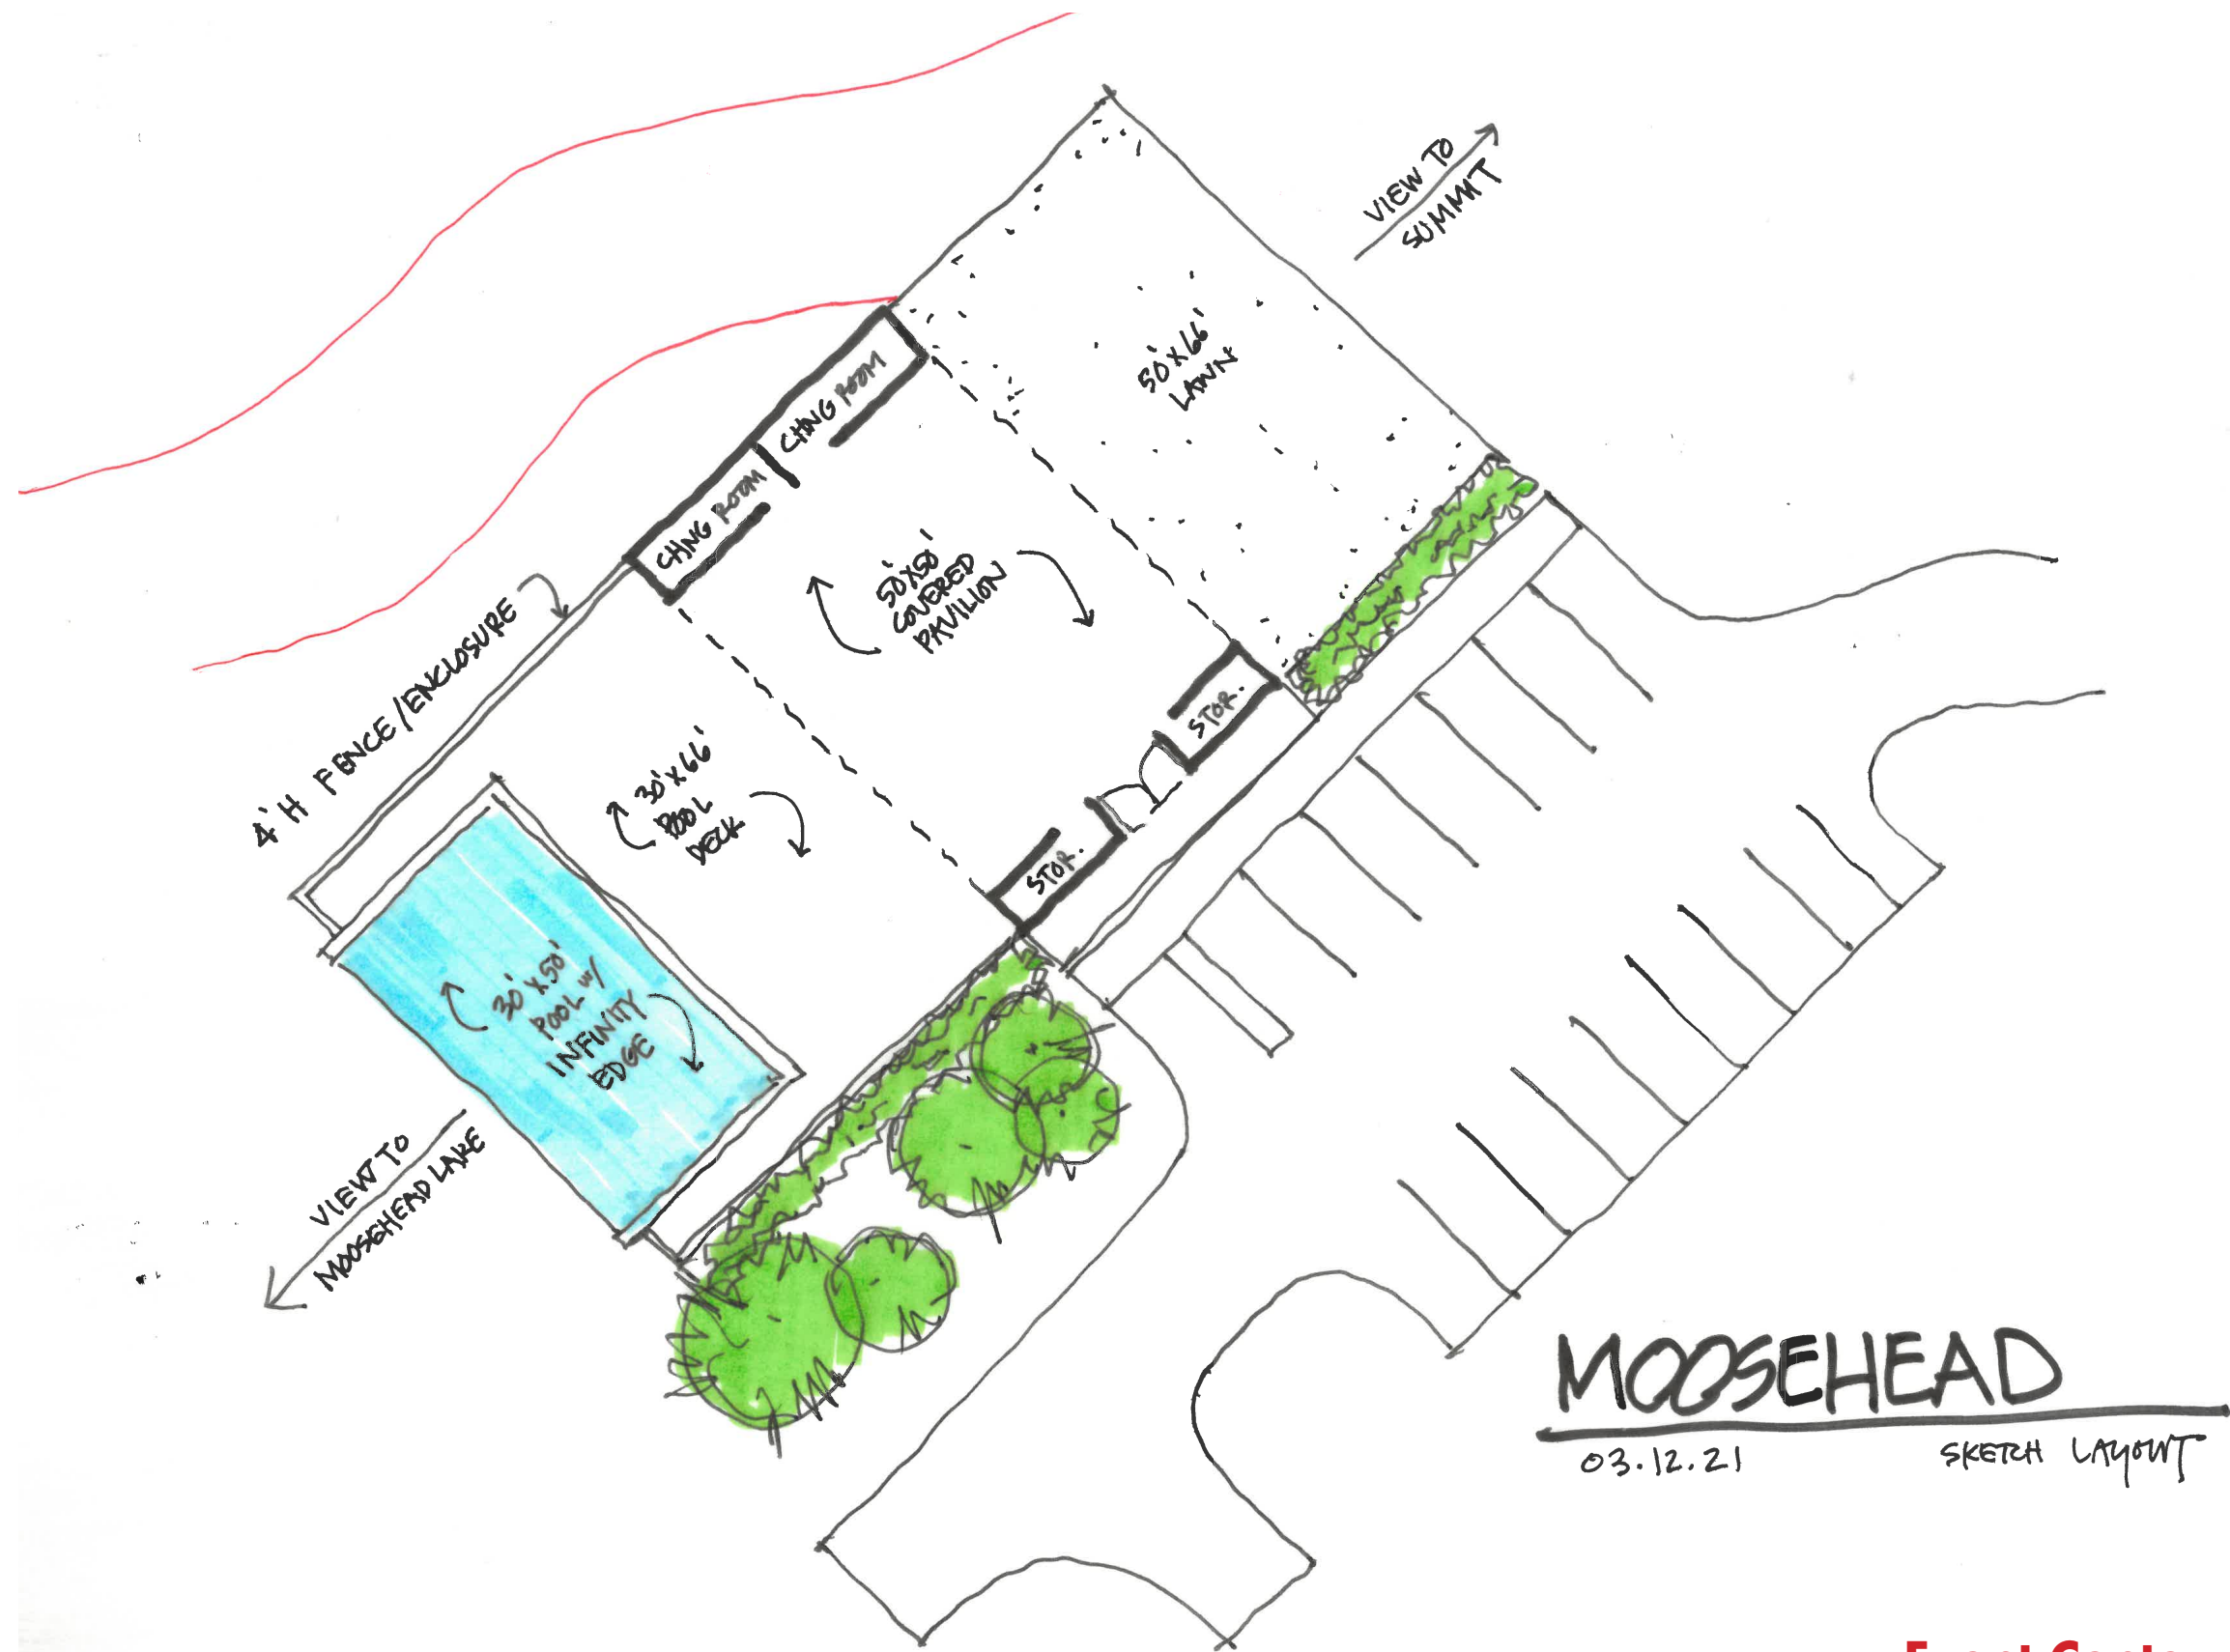 VIEW TO
SUMMIT
50'X66'
LAWN
CHNG ROOM
CHNG ROOM
50'X50'
COVERED
PAVILION
4'H FENCE/ENCLOSURE
STOR.
STOR.
30'X66'
POOL
DECK
30'X50'
POOL W/
INFINITY
EDGE
VIEW TO
MOOSEHEAD LAKE
MOOSEHEAD
03.12.21
SKETCH LAYOUT